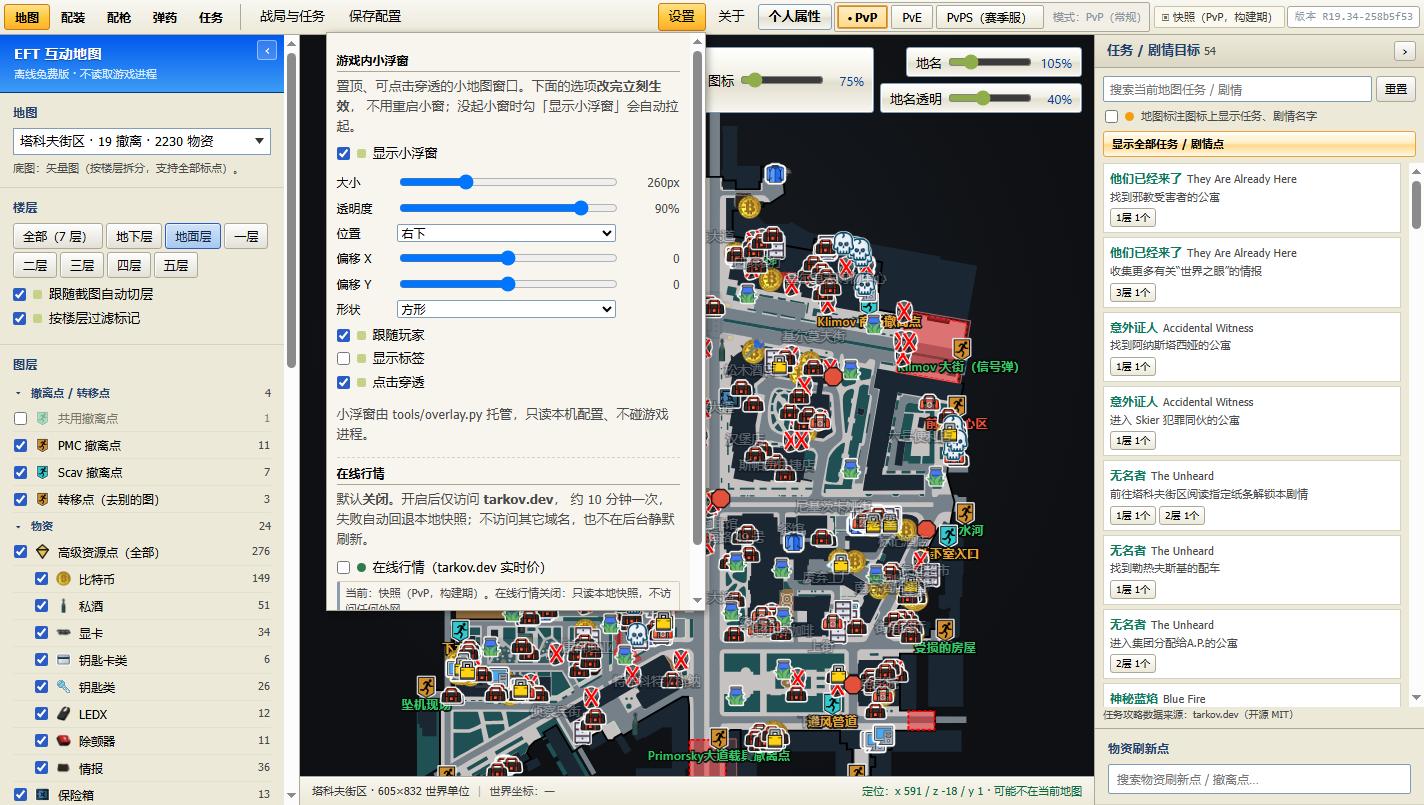 地图 配装 配枪 弹药 任务 战局与任务 保存配置 设置 关于 个人属性 • PvP PvE PvPS（赛季服） 模式：PvP（常规） 快照（PvP，构建期） 版本 R19.34-258b5f53
EFT 互动地图
离线免费版 · 不读取游戏进程
地图
塔科夫街区 · 19 撤离 · 2230 物资
底图：矢量图（按楼层拆分，支持全部标点）。
楼层
全部（7 层） 地下层 地面层 一层
二层 三层 四层 五层
跟随截图自动切层
按楼层过滤标记
图层
撤离点 / 转移点 4
共用撤离点 1
PMC 撤离点 11
Scav 撤离点 7
转移点（去别的图） 3
物资 24
高级资源点（全部） 276
比特币 149
私酒 51
显卡 34
钥匙卡类 6
钥匙类 26
LEDX 12
除颤器 11
情报 36
保险箱 13
游戏内小浮窗
置顶、可点击穿透的小地图窗口。下面的选项改完立刻生
效，不用重启小窗；没起小窗时勾「显示小浮窗」会自动拉
起。
显示小浮窗
大小 260px
透明度 90%
位置 右下
偏移 X 0
偏移 Y 0
形状 方形
跟随玩家
显示标签
点击穿透
小浮窗由 tools/overlay.py 托管，只读本机配置、不碰游戏
进程。
在线行情
默认关闭。开启后仅访问 tarkov.dev， 约 10 分钟一次，
失败自动回退本地快照；不访问其它域名，也不在后台静默
刷新。
在线行情（tarkov.dev 实时价）
当前：快照（PvP，构建期）。在线行情关闭：只读本地快照，不访
问任何外网
图标 75%
地名 105%
地名透明 40%
基尔莫大街
Klimov 大街（信号弹）
汉堡店
水河
下室入口
受损的房屋
坠机现场
通风管道
Primorsky大道载具撤离点
塔科夫街区 · 605×832 世界单位 | 世界坐标：—
定位：x 591 / z -18 / y 1 · 可能不在当前地图
任务 / 剧情目标 54
搜索当前地图任务 / 剧情 重置
地图标注图标上显示任务、剧情名字
显示全部任务 / 剧情点
他们已经来了 They Are Already Here
找到邪教受害者的公寓
1层 1个
他们已经来了 They Are Already Here
收集更多有关"世界之眼"的情报
3层 1个
意外证人 Accidental Witness
找到阿纳斯塔西娅的公寓
1层 1个
意外证人 Accidental Witness
进入 Skier 犯罪同伙的公寓
1层 1个
无名者 The Unheard
前往塔科夫街区阅读指定纸条解锁本剧情
1层 1个 2层 1个
无名者 The Unheard
找到勒热夫斯基的配车
1层 1个
无名者 The Unheard
进入集团分配给A.P.的公寓
2层 1个
神秘蓝焰 Blue Fire
任务攻略数据来源：tarkov.dev（开源 MIT）
物资刷新点
搜索物资刷新点 / 撤离点...